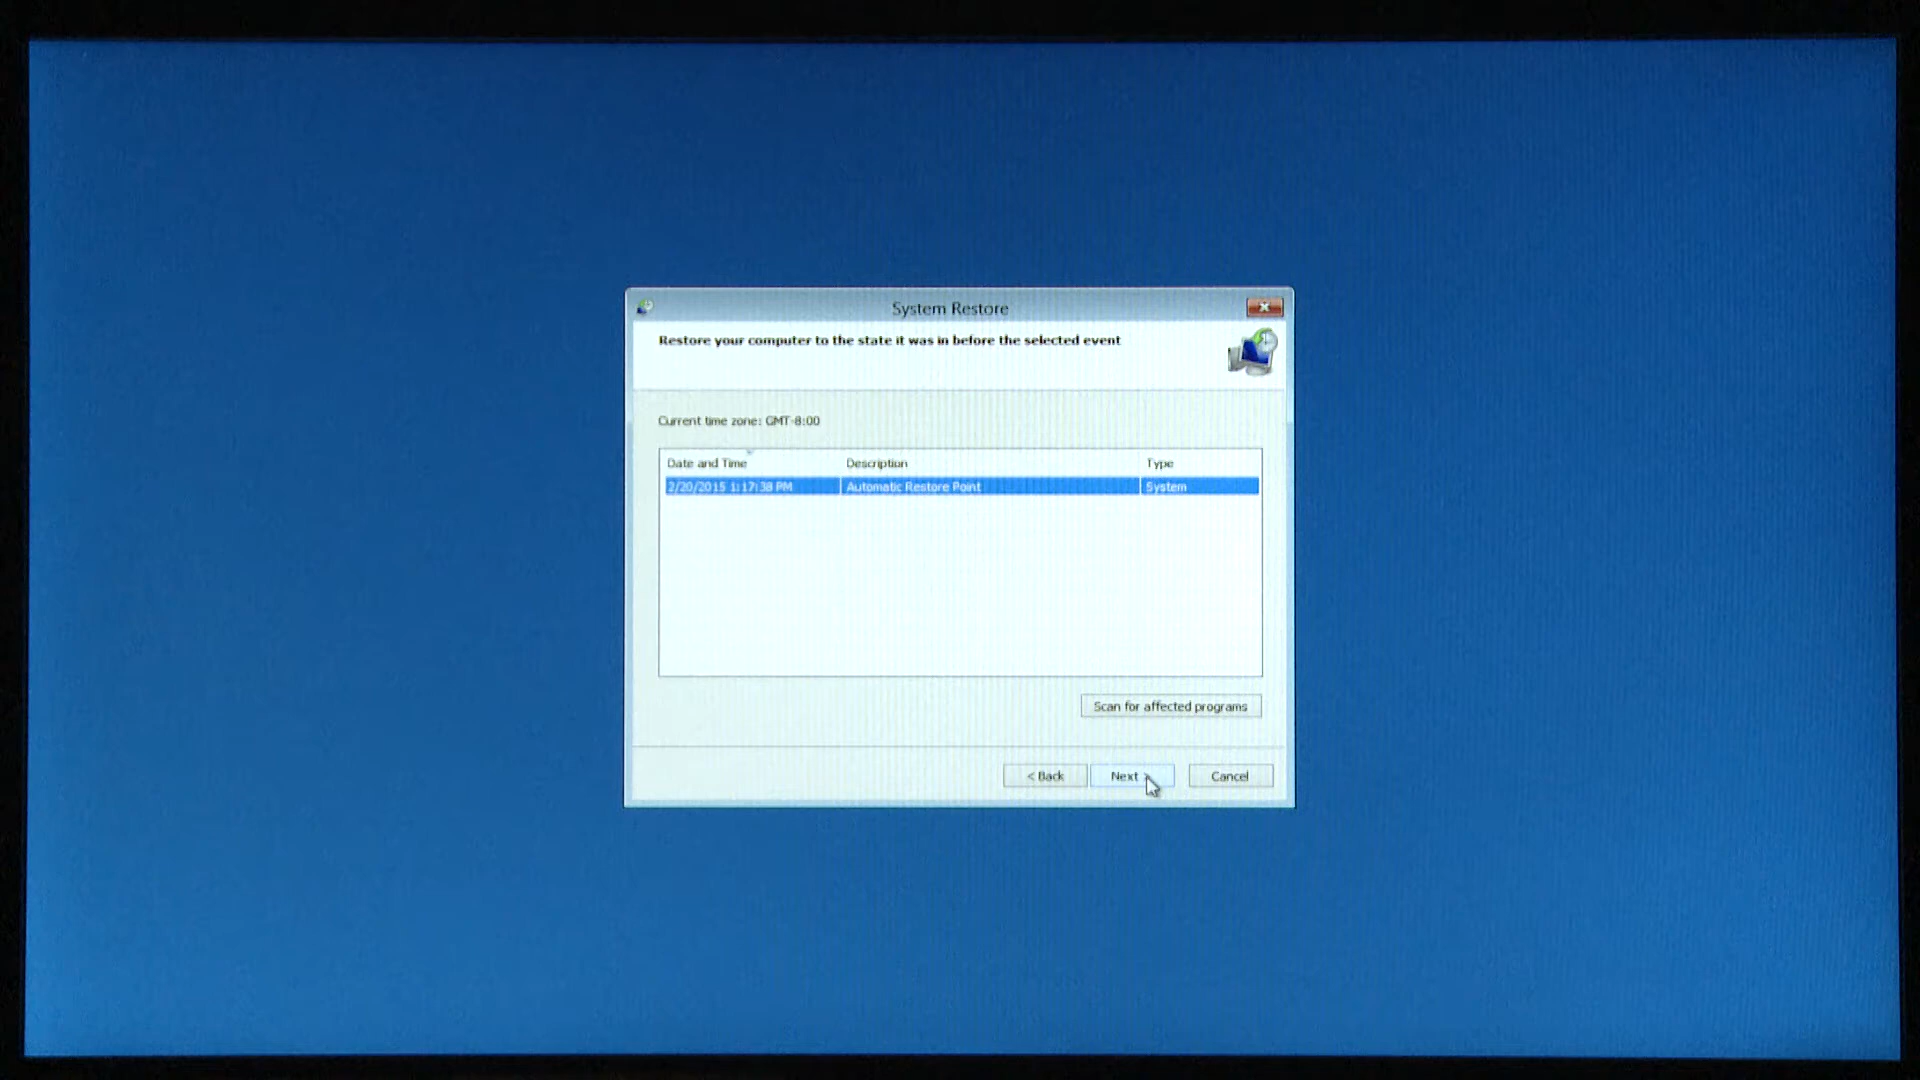 System Restore
Restore your computer to the state it was in before the selected event
Current time zone: GMT-8:00
Date and Time Description Type
2/20/2015 1:17:38 PM Automatic Restore Point System
Scan for affected programs
< Back Next > Cancel